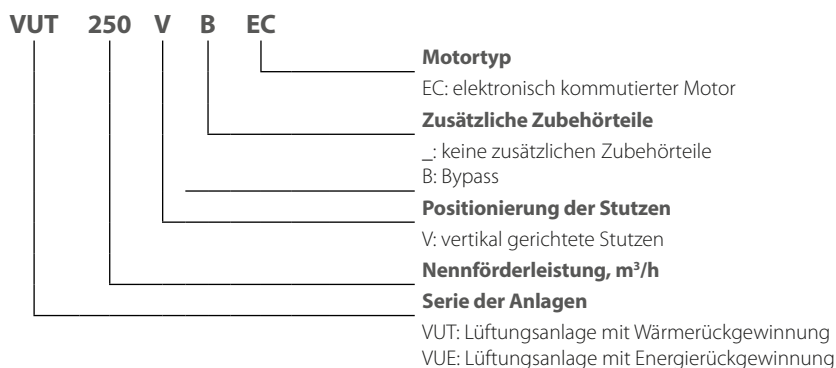 VUT 250 V B EC
Motortyp
EC: elektronisch kommutierter Motor
Zusätzliche Zubehörteile
_: keine zusätzlichen Zubehörteile
B: Bypass
Positionierung der Stutzen
V: vertikal gerichtete Stutzen
Nennförderleistung, m³/h
Serie der Anlagen
VUT: Lüftungsanlage mit Wärmerückgewinnung
VUE: Lüftungsanlage mit Energierückgewinnung